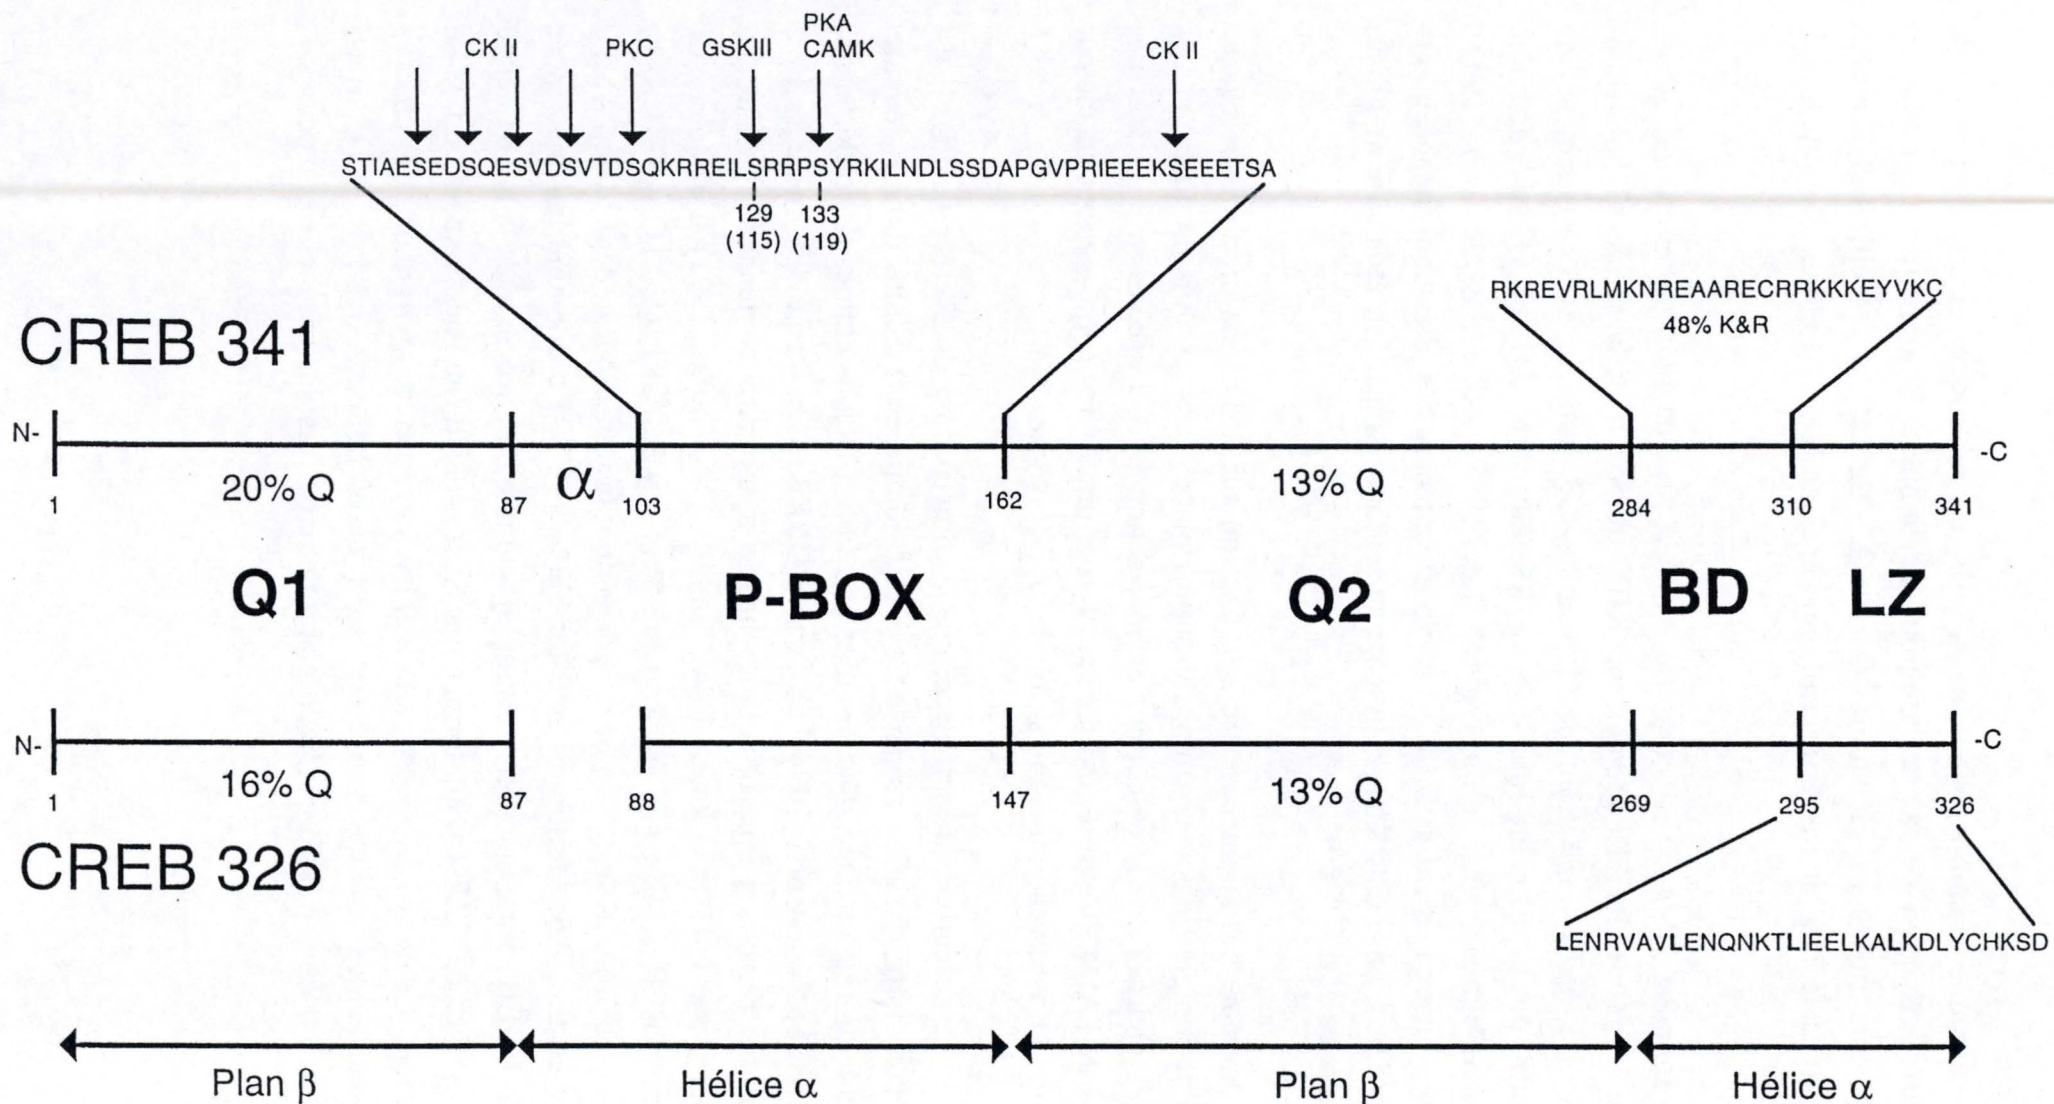 PKA
CK II PKC GSKIII CAMK CK II
STIAESEDSQESVDSVTDSQKRREILSRRPSYRKILNDLSSDAPGVPRIEEEKSEEETSA
129 133
(115) (119)
RKREVRLMKNREAARECRRKKKEYVKC
48% K&R
CREB 341
N- -C
20% Q α 13% Q
1 87 103 162 284 310 341
Q1 P-BOX Q2 BD LZ
N- -C
16% Q 13% Q
1 87 88 147 269 295 326
CREB 326
LENRVAVLENQNKTLIEELKALKDLYCHKSD
Plan β Hélice α Plan β Hélice α